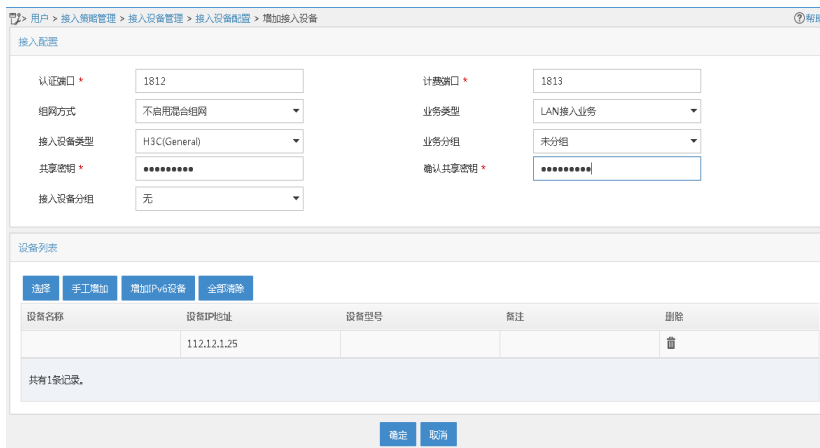 > 用户 > 接入策略管理 > 接入设备管理 > 接入设备配置 > 增加接入设备 ?帮助
接入配置
认证端口 * 1812 计费端口 * 1813
组网方式 不启用混合组网 业务类型 LAN接入业务
接入设备类型 H3C(General) 业务分组 未分组
共享密钥 * ●●●●●●●●● 确认共享密钥 * ●●●●●●●●●
接入设备分组 无
设备列表
选择 手工增加 增加IPv6设备 全部清除
设备名称 设备IP地址 设备型号 备注 删除
112.12.1.25
共有1条记录。
确定 取消